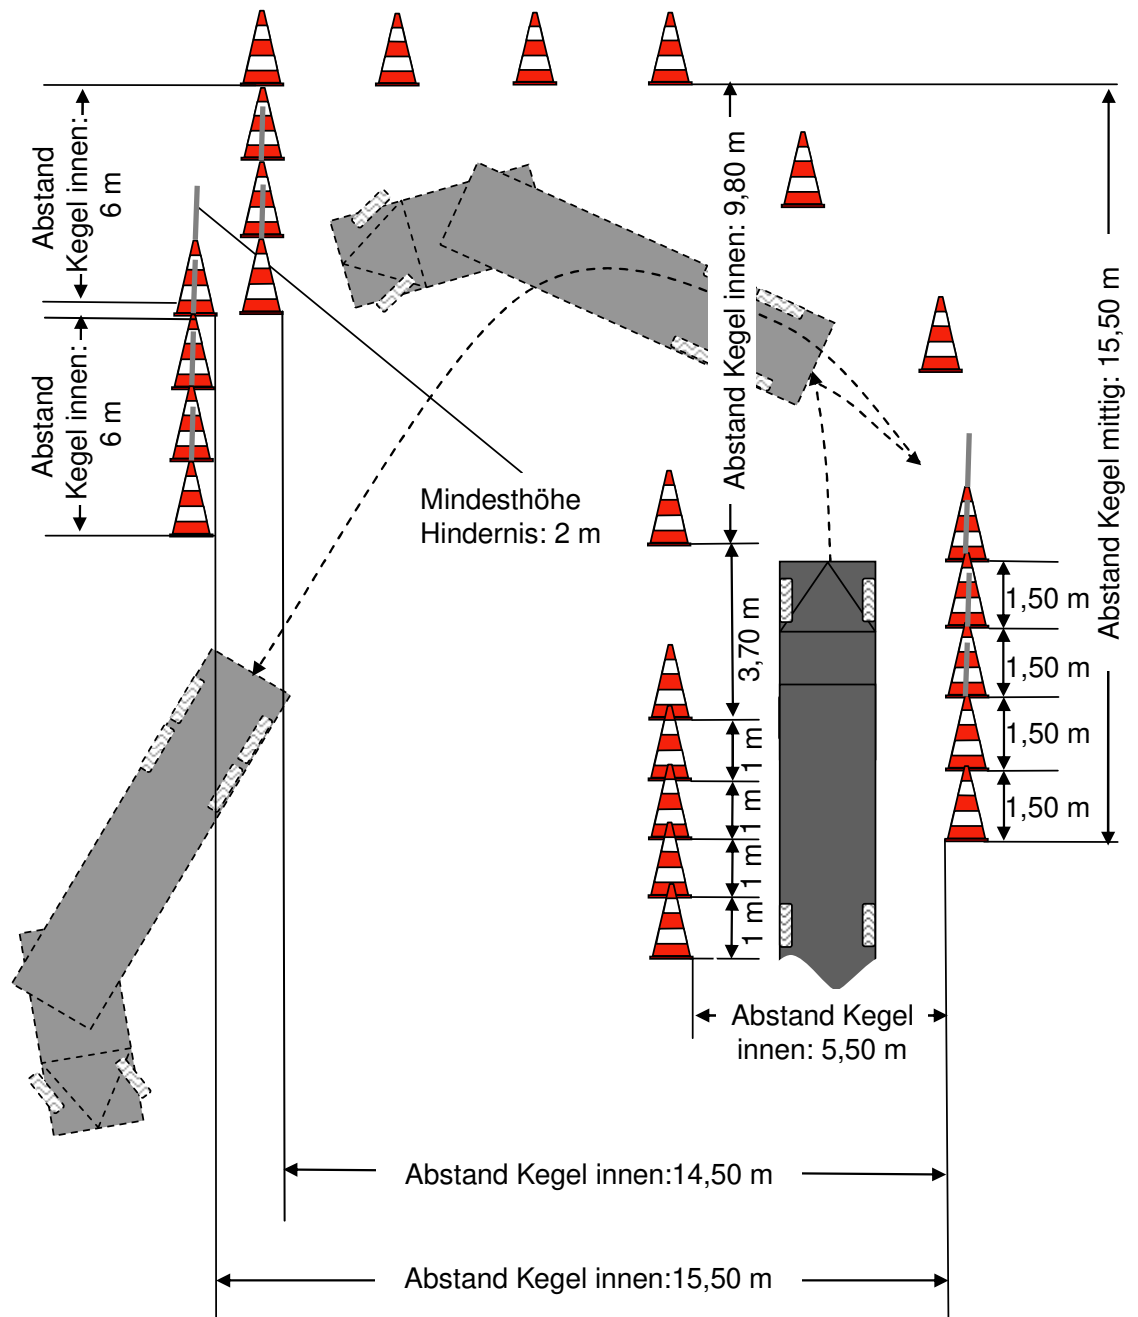 Abstand
Kegel innen:
6 m
Abstand
Kegel innen:
6 m
Abstand Kegel innen: 9,80 m
Abstand Kegel mittig: 15,50 m
Mindesthöhe
Hindernis: 2 m
3,70 m
1 m
1 m
1 m
1 m
1,50 m
1,50 m
1,50 m
1,50 m
Abstand Kegel
innen: 5,50 m
Abstand Kegel innen:14,50 m
Abstand Kegel innen:15,50 m